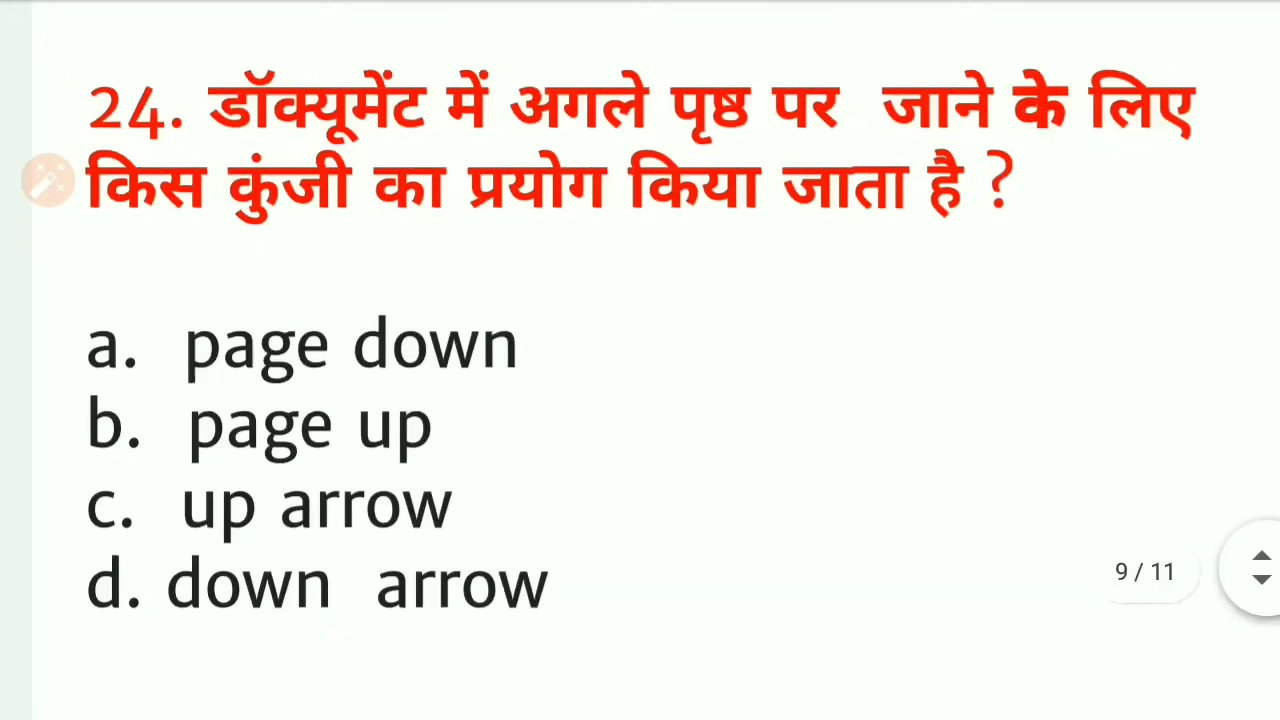 24. डॉक्यूमेंट में अगले पृष्ठ पर जाने के लिए
किस कुंजी का प्रयोग किया जाता है ?
a. page down
b. page up
c. up arrow
d. down arrow
9 / 11